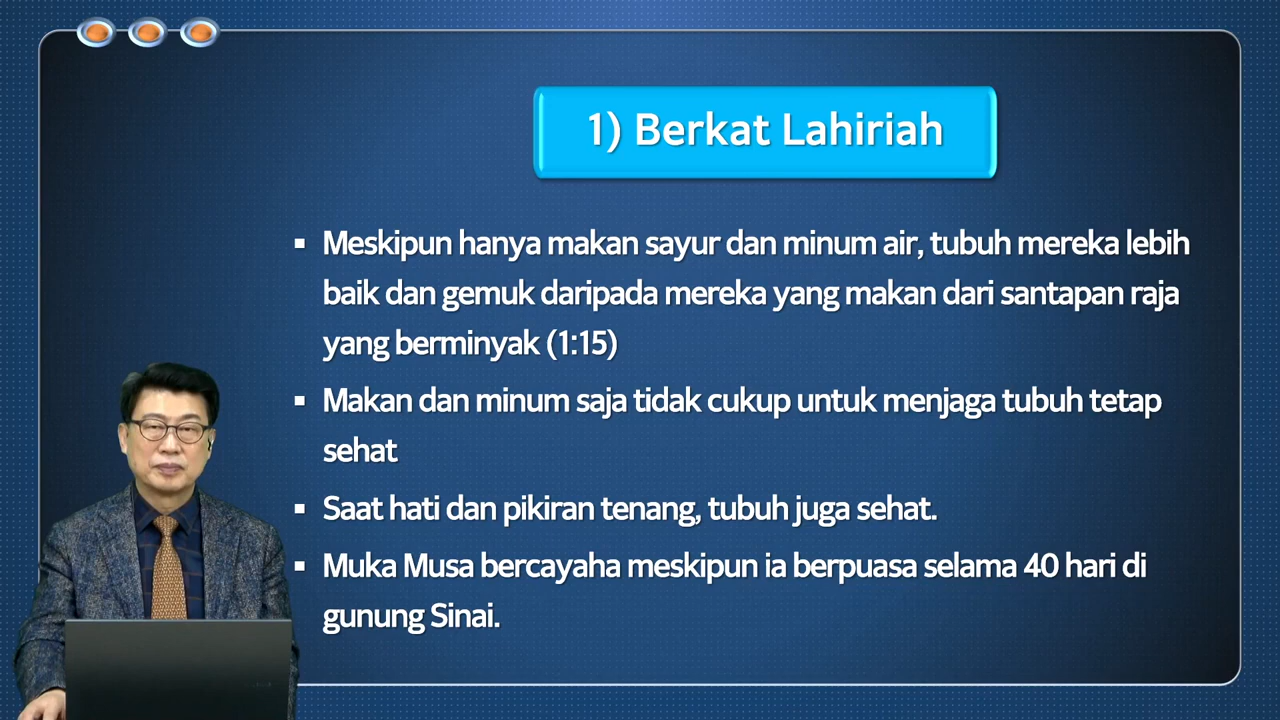 1) Berkat Lahiriah
▪ Meskipun hanya makan sayur dan minum air, tubuh mereka lebih
baik dan gemuk daripada mereka yang makan dari santapan raja
yang berminyak (1:15)
▪ Makan dan minum saja tidak cukup untuk menjaga tubuh tetap
sehat
▪ Saat hati dan pikiran tenang, tubuh juga sehat.
▪ Muka Musa bercayaha meskipun ia berpuasa selama 40 hari di
gunung Sinai.